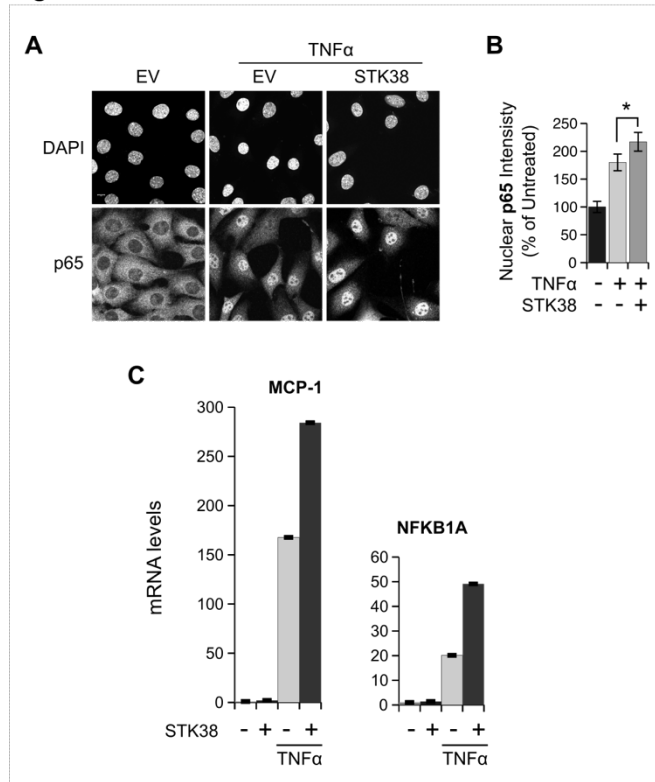 A
TNFα
EV EV STK38
DAPI
p65
B
*
Nuclear p65 Intensisty
(% of Untreated)
250
200
150
100
50
0
TNFα - + +
STK38 - - +
C
MCP-1
mRNA levels
300
250
200
150
100
50
0
STK38 - + - +
TNFα
NFKB1A
60
50
40
30
20
10
0
- + - +
TNFα